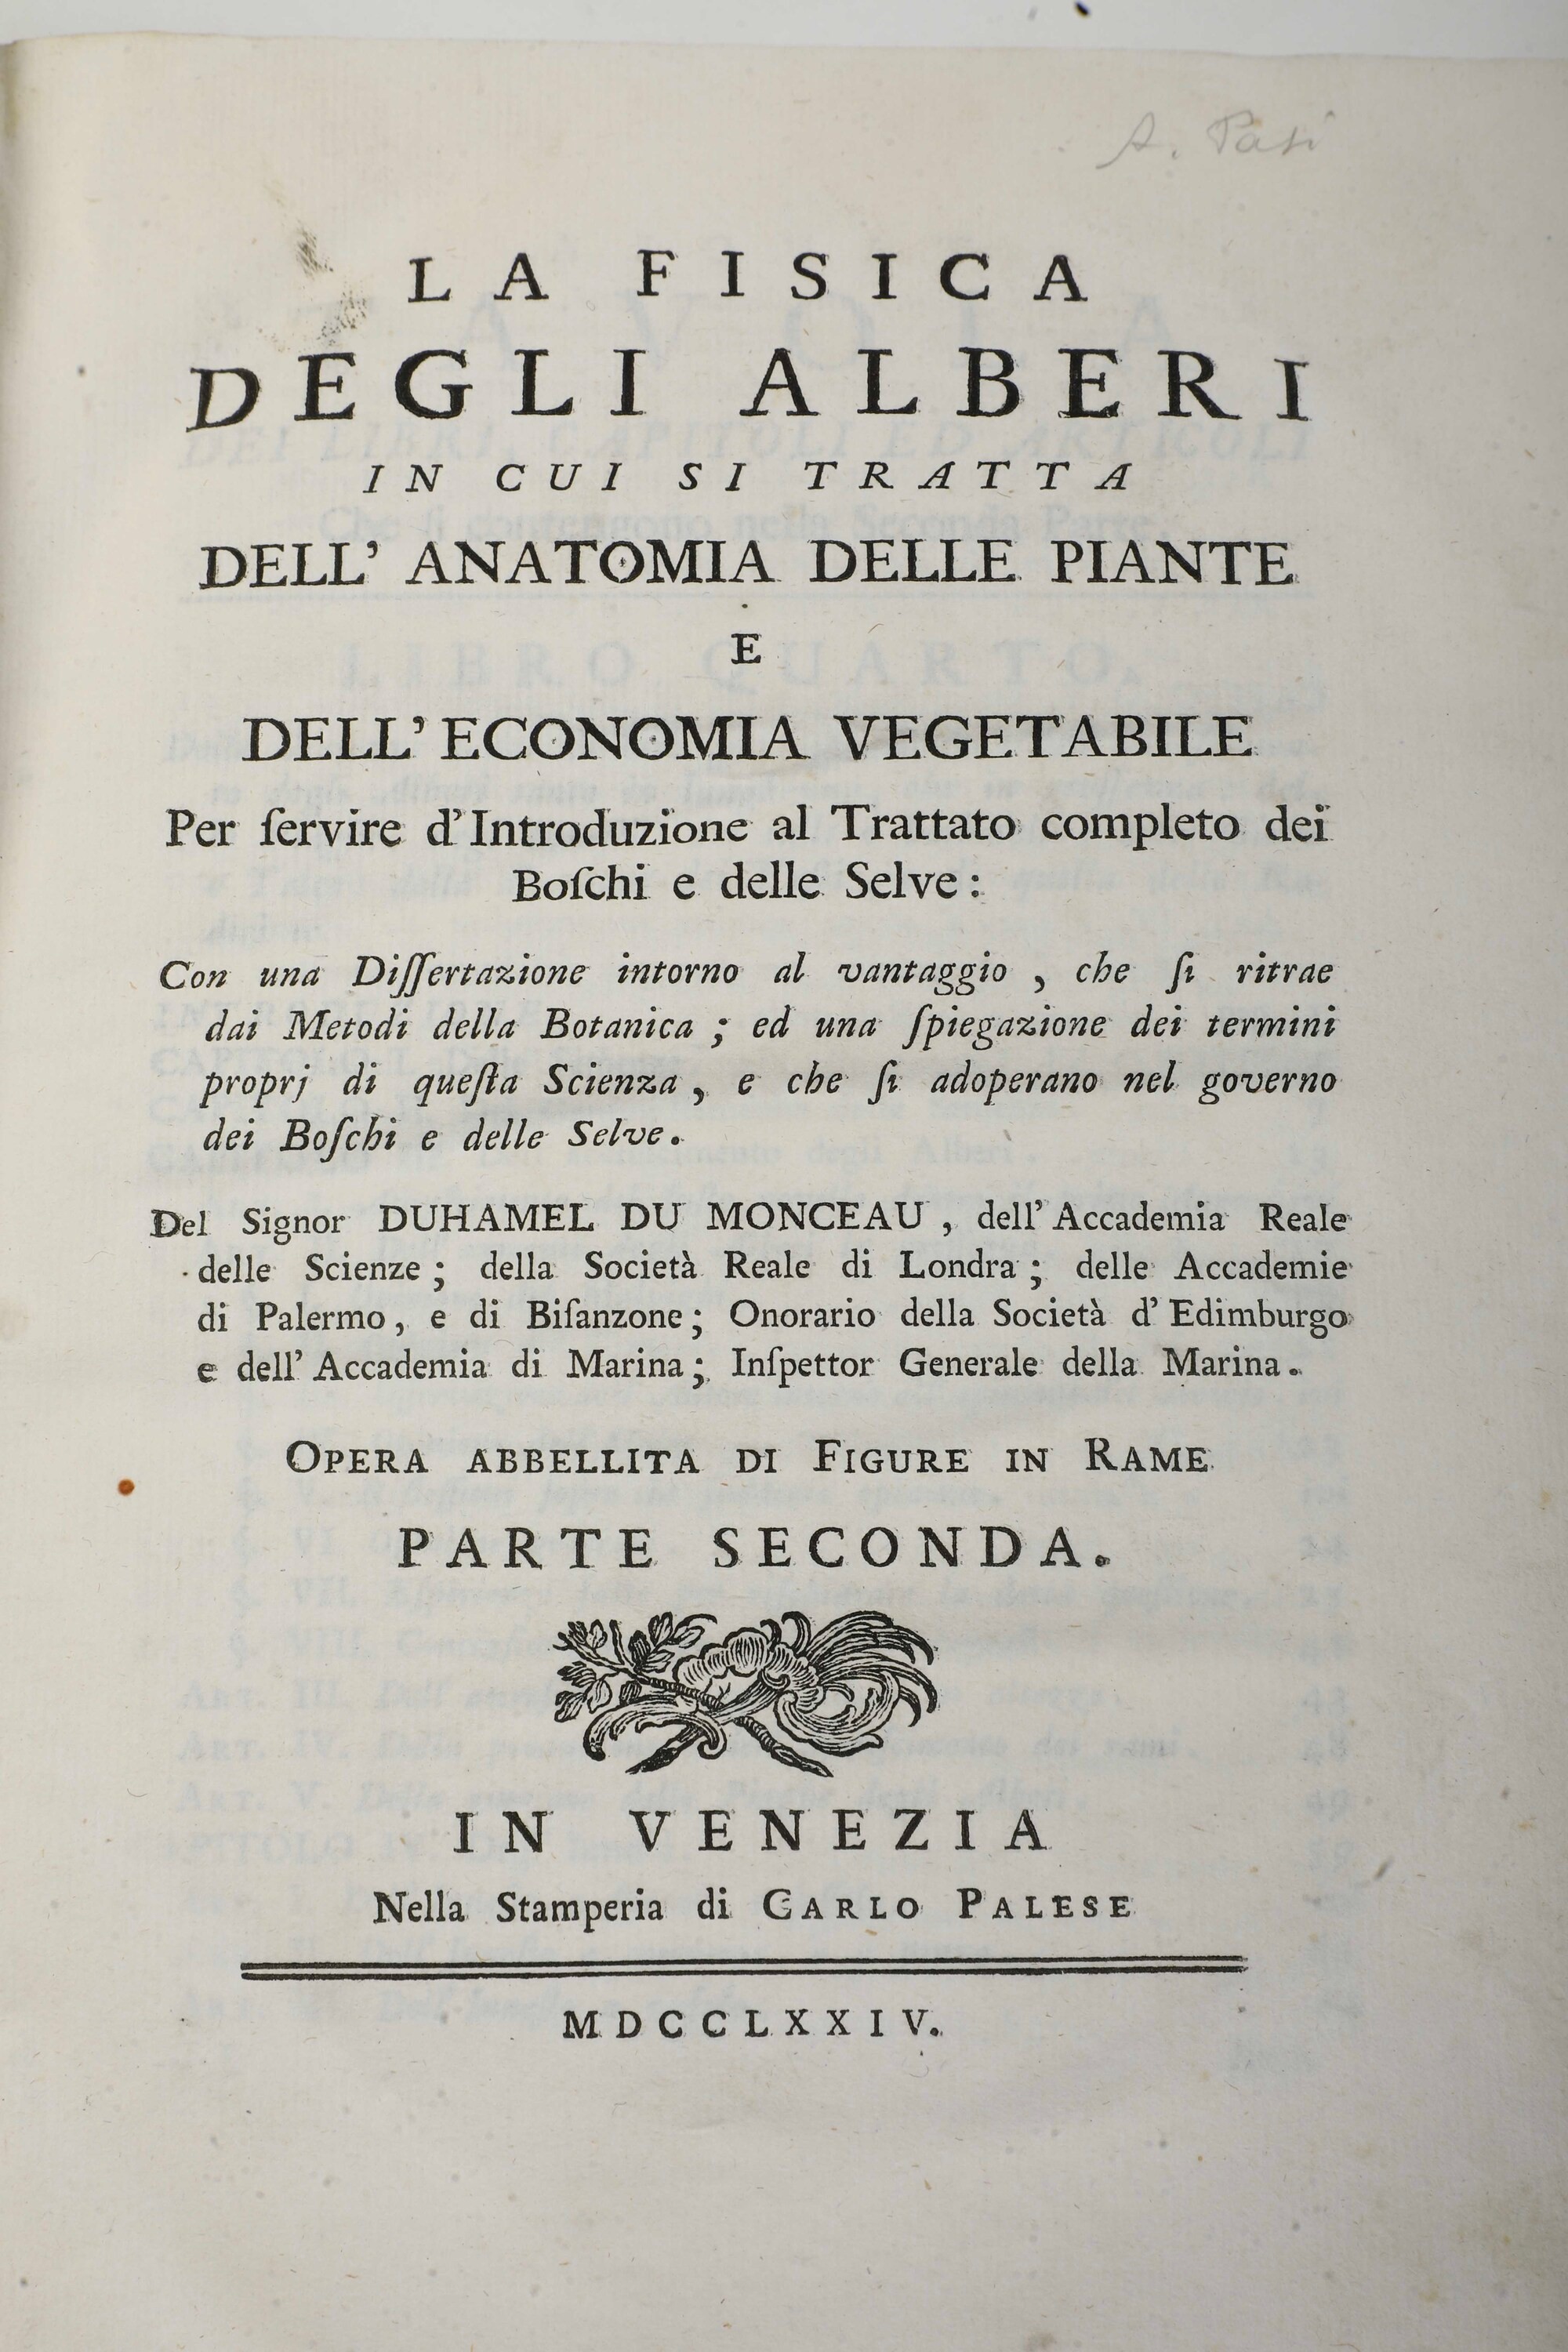 A. Pasi
LA FISICA
DEGLI ALBERI
IN CUI SI TRATTA
DELL' ANATOMIA DELLE PIANTE
E
DELL' ECONOMIA VEGETABILE
Per ſervire d'Introduzione al Trattato completo dei
Boſchi e delle Selve:
Con una Diſſertazione intorno al vantaggio, che ſi ritrae
dai Metodi della Botanica; ed una ſpiegazione dei termini
proprj di queſta Scienza, e che ſi adoperano nel governo
dei Boſchi e delle Selve.
Del Signor DUHAMEL DU MONCEAU, dell' Accademia Reale
delle Scienze; della Società Reale di Londra; delle Accademie
di Palermo, e di Biſanzone; Onorario della Società d' Edimburgo
e dell' Accademia di Marina; Inſpettor Generale della Marina.
OPERA ABBELLITA DI FIGURE IN RAME
PARTE SECONDA.
IN VENEZIA
Nella Stamperia di CARLO PALESE
MDCCLXXIV.